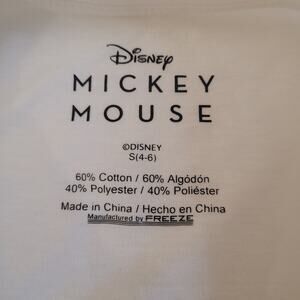 Disney
MICKEY
MOUSE
©DISNEY
S(4-6)
60% Cotton / 60% Algódón
40% Polyester / 40% Poliéster
Made in China / Hecho en China
Manufactured by FREEZE